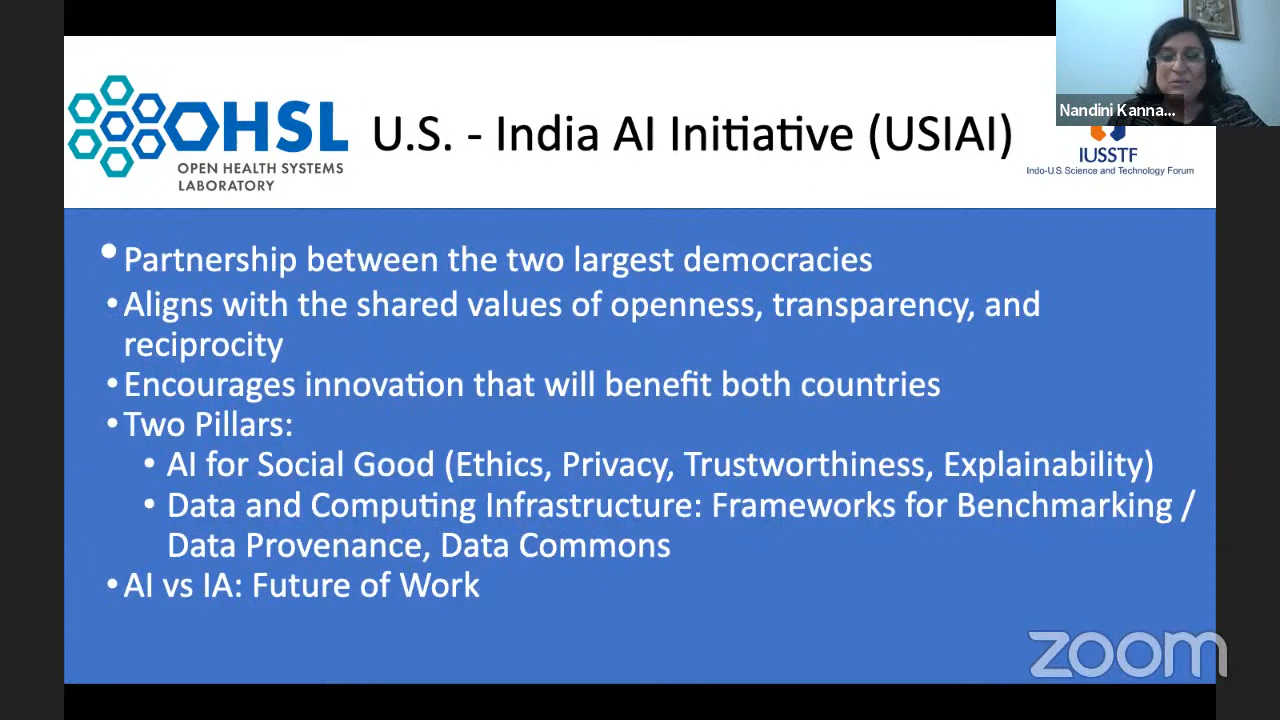 Nandini Kanna...
OHSL
OPEN HEALTH SYSTEMS
LABORATORY
U.S. - India AI Initiative (USIAI)
IUSSTF
Indo-U.S. Science and Technology Forum
• Partnership between the two largest democracies
• Aligns with the shared values of openness, transparency, and
reciprocity
• Encourages innovation that will benefit both countries
• Two Pillars:
• AI for Social Good (Ethics, Privacy, Trustworthiness, Explainability)
• Data and Computing Infrastructure: Frameworks for Benchmarking /
Data Provenance, Data Commons
• AI vs IA: Future of Work
zoom